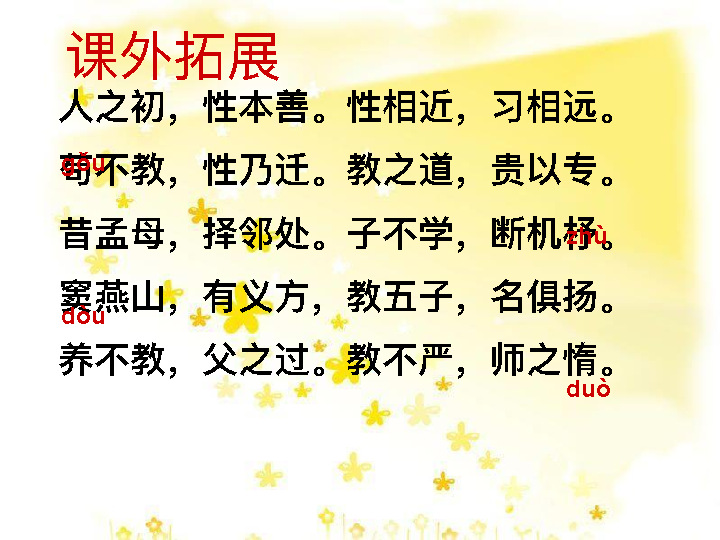 课外拓展
人之初，性本善。性相近，习相远。
gǒu
苟不教，性乃迁。教之道，贵以专。
昔孟母，择邻处。子不学，断机杼。
zhù
窦燕山，有义方，教五子，名俱扬。
dòu
养不教，父之过。教不严，师之惰。
duò